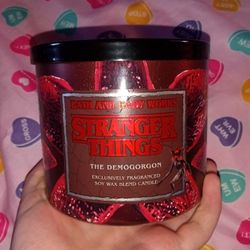 BATH AND BODY WORKS
STRANGER
THINGS
THE DEMOGORGON
EXCLUSIVELY FRAGRANCED
SOY WAX BLEND CANDLE